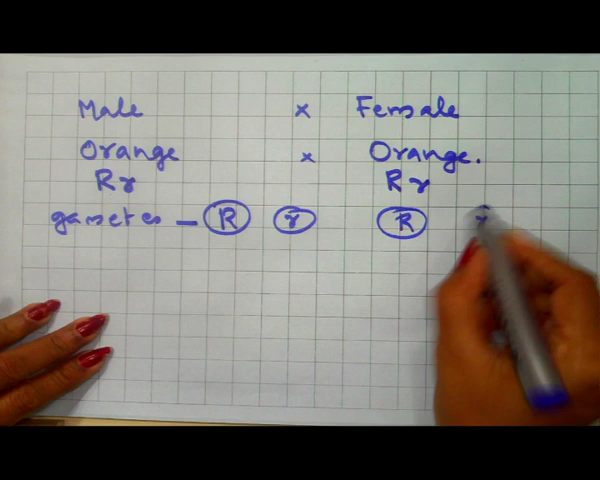 Male × Female
Orange × Orange.
Rr Rr
gametes – R r R r